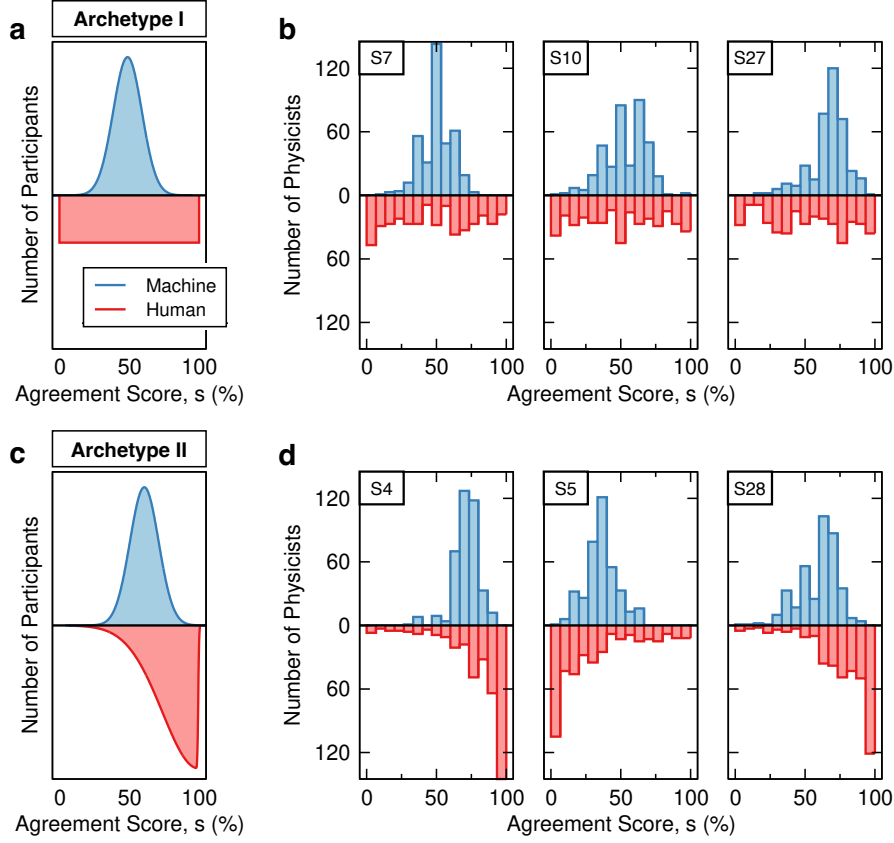 a
Archetype I
Number of Participants
Machine
Human
0 50 100
Agreement Score, s (%)
b
S7
S10
S27
Number of Physicists
120
60
0
60
120
0 50 100
0 50 100
0 50 100
Agreement Score, s (%)
c
Archetype II
Number of Participants
0 50 100
Agreement Score, s (%)
d
S4
S5
S28
Number of Physicists
120
60
0
60
120
0 50 100
0 50 100
0 50 100
Agreement Score, s (%)